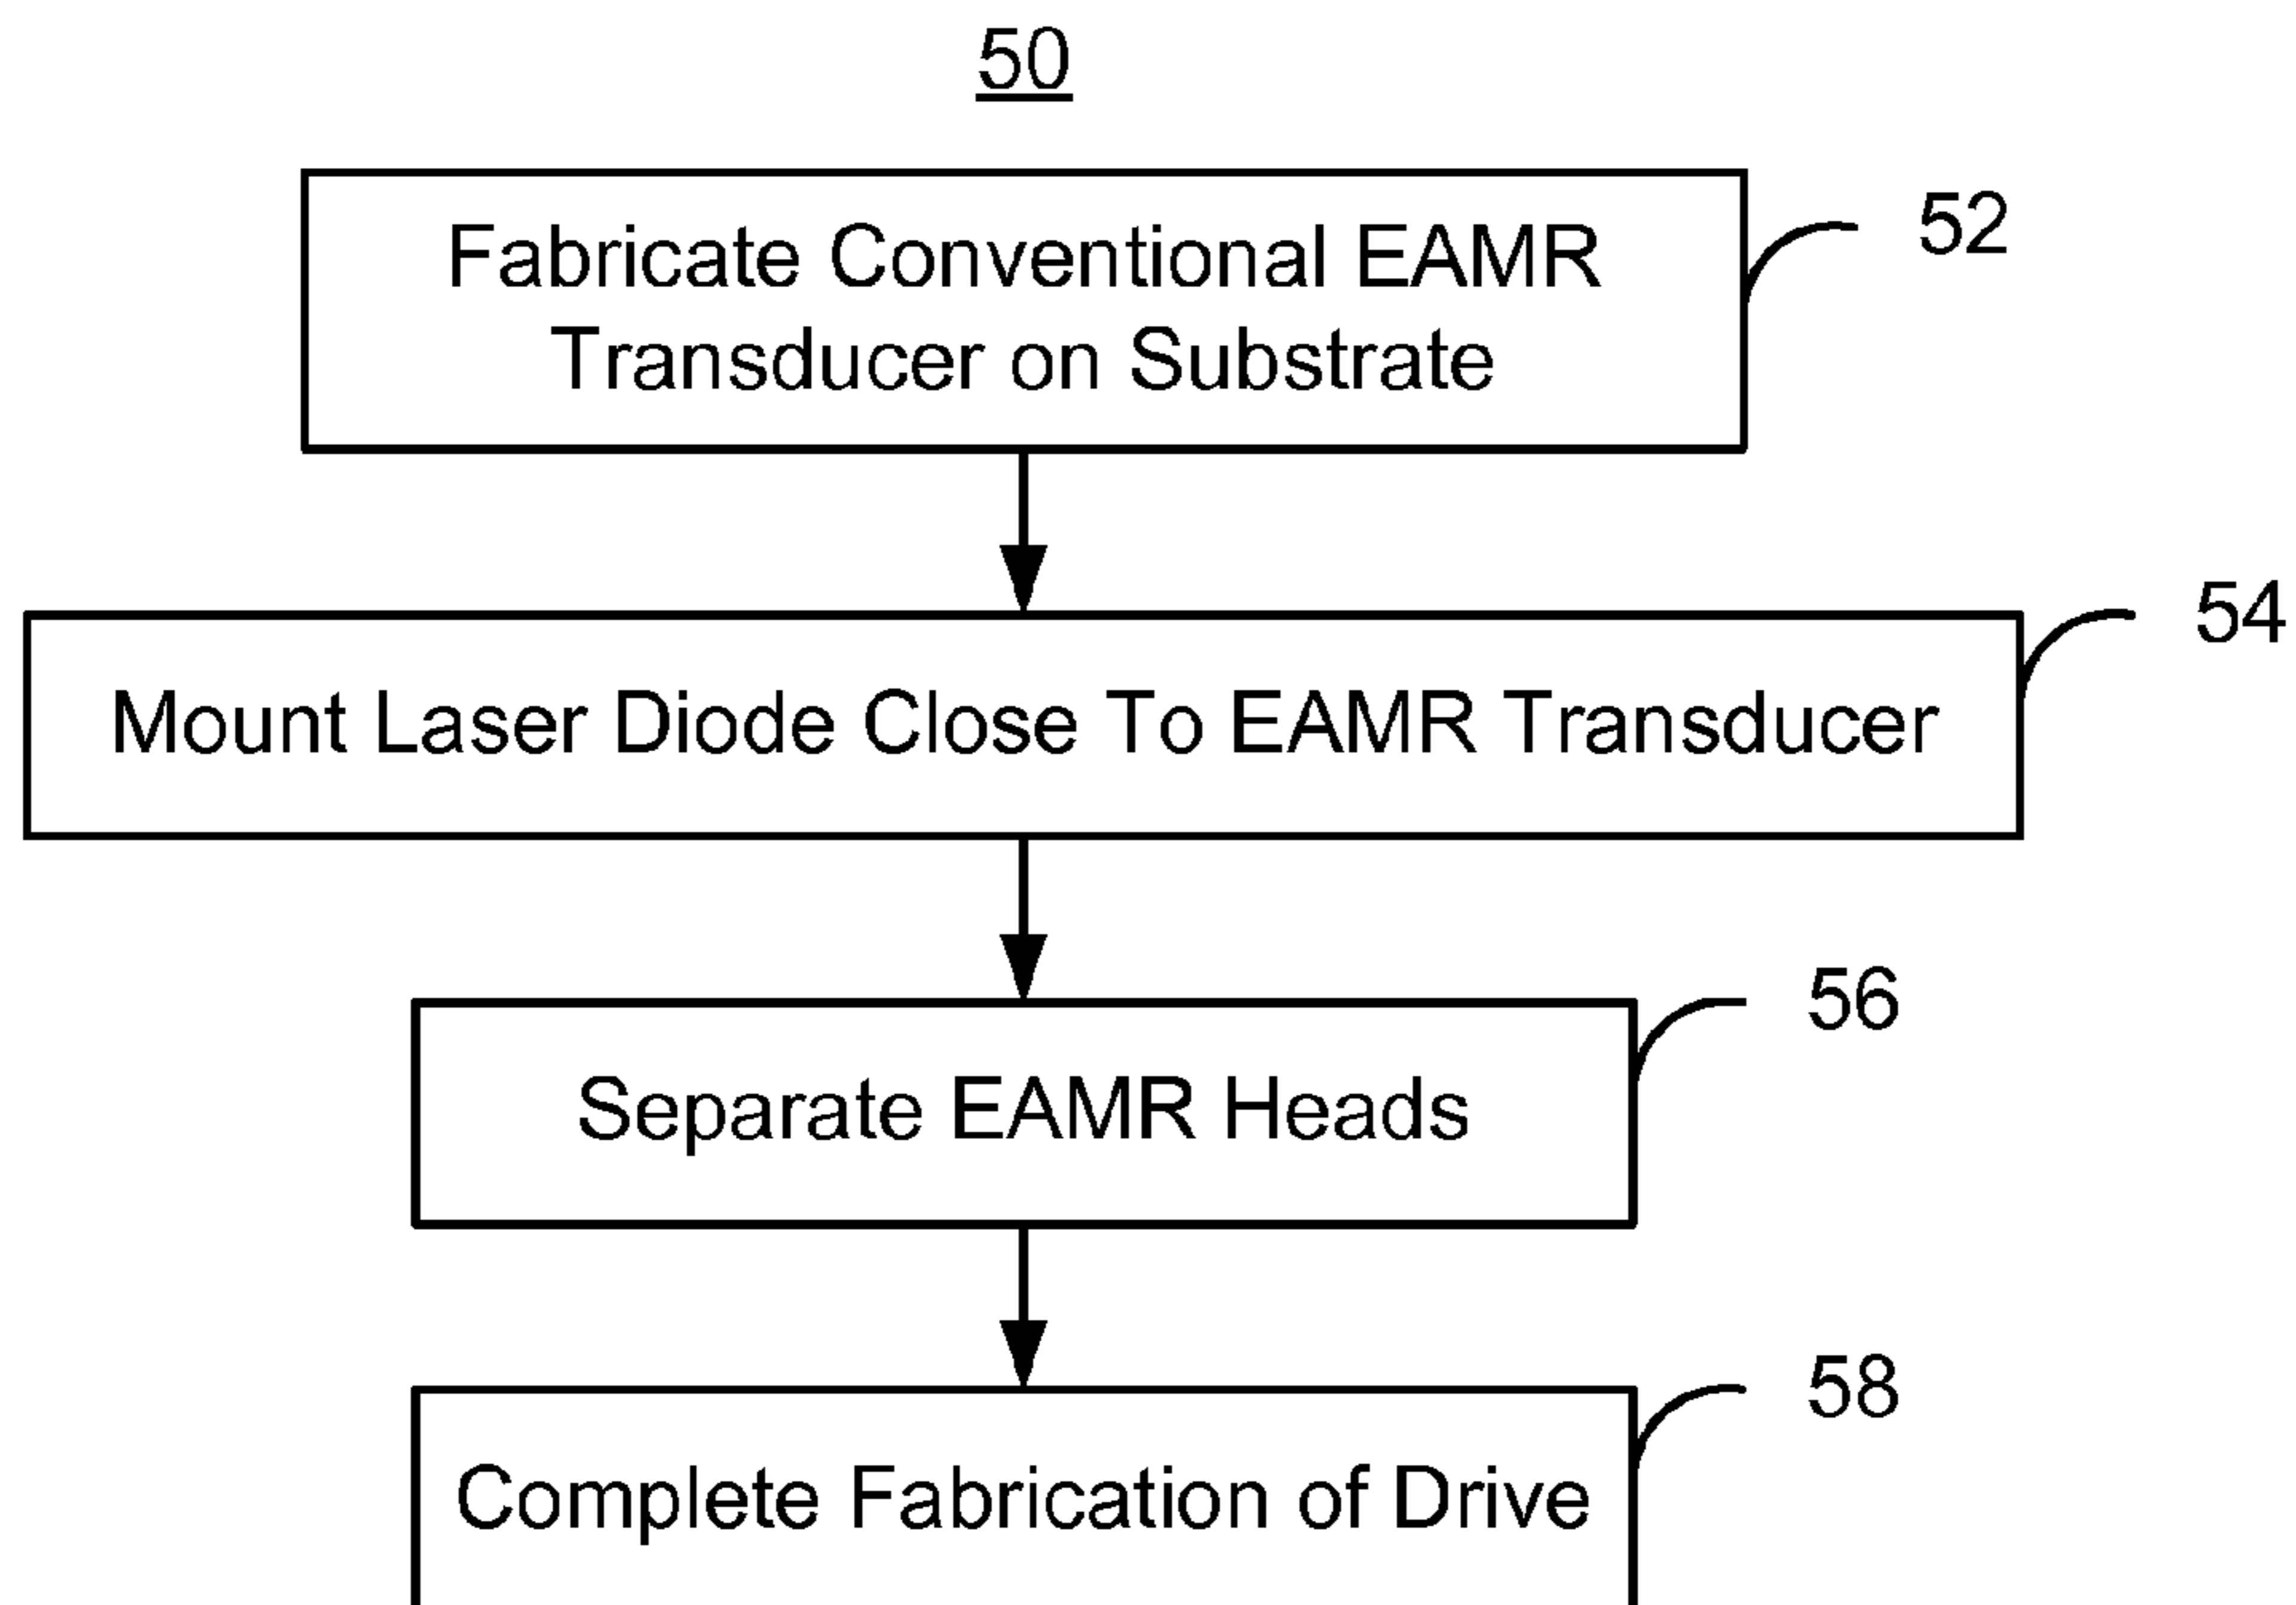 50
Fabricate Conventional EAMR
Transducer on Substrate
52
Mount Laser Diode Close To EAMR Transducer
54
Separate EAMR Heads
56
Complete Fabrication of Drive
58